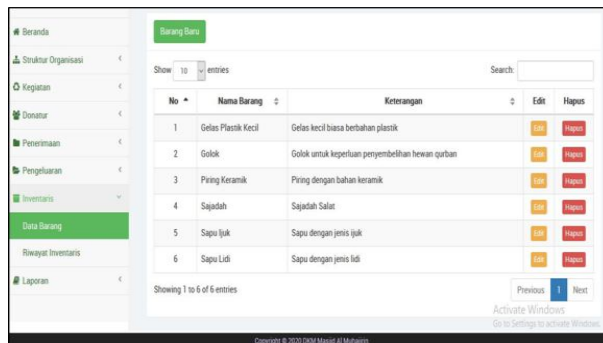 Beranda
Struktur Organisasi
Kegiatan
Donatur
Penerimaan
Pengeluaran
Inventaris
Data Barang
Riwayat Inventaris
Laporan
Barang Baru
Show 10 entries Search:
No Nama Barang Keterangan Edit Hapus
1 Gelas Plastik Kecil Gelas kecil biasa berbahan plastik Edit Hapus
2 Golok Golok untuk keperluan penyembelihan hewan qurban Edit Hapus
3 Piring Keramik Piring dengan bahan keramik Edit Hapus
4 Sajadah Sajadah Salat Edit Hapus
5 Sapu Ijuk Sapu dengan jenis ijuk Edit Hapus
6 Sapu Lidi Sapu dengan jenis lidi Edit Hapus
Showing 1 to 6 of 6 entries Previous 1 Next
Activate Windows
Go to Settings to activate Windows.
Copyright © 2020 DKM Masjid Al Muhajirin